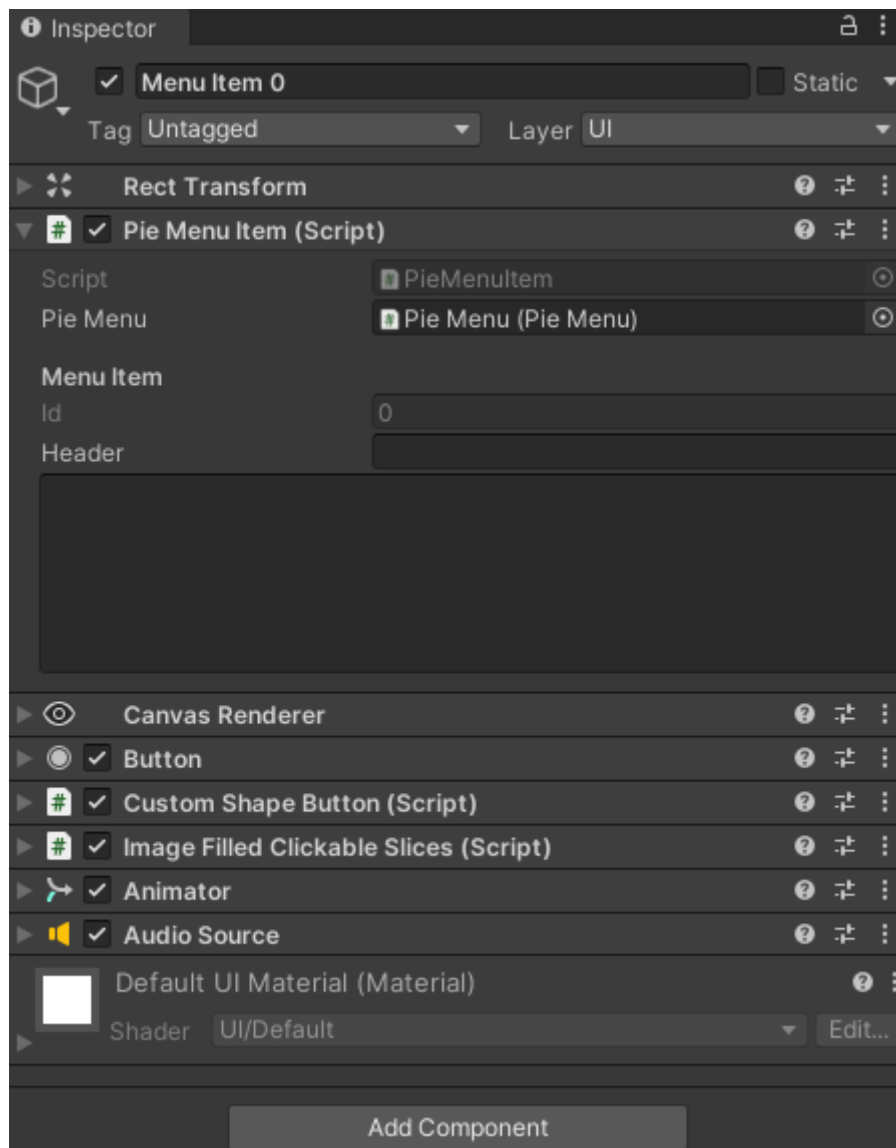 Inspector
Menu Item 0 Static
Tag Untagged Layer UI
Rect Transform
# Pie Menu Item (Script)
Script # PieMenuItem
Pie Menu # Pie Menu (Pie Menu)
Menu Item
Id 0
Header
Canvas Renderer
Button
# Custom Shape Button (Script)
# Image Filled Clickable Slices (Script)
Animator
Audio Source
Default UI Material (Material)
Shader UI/Default Edit...
Add Component